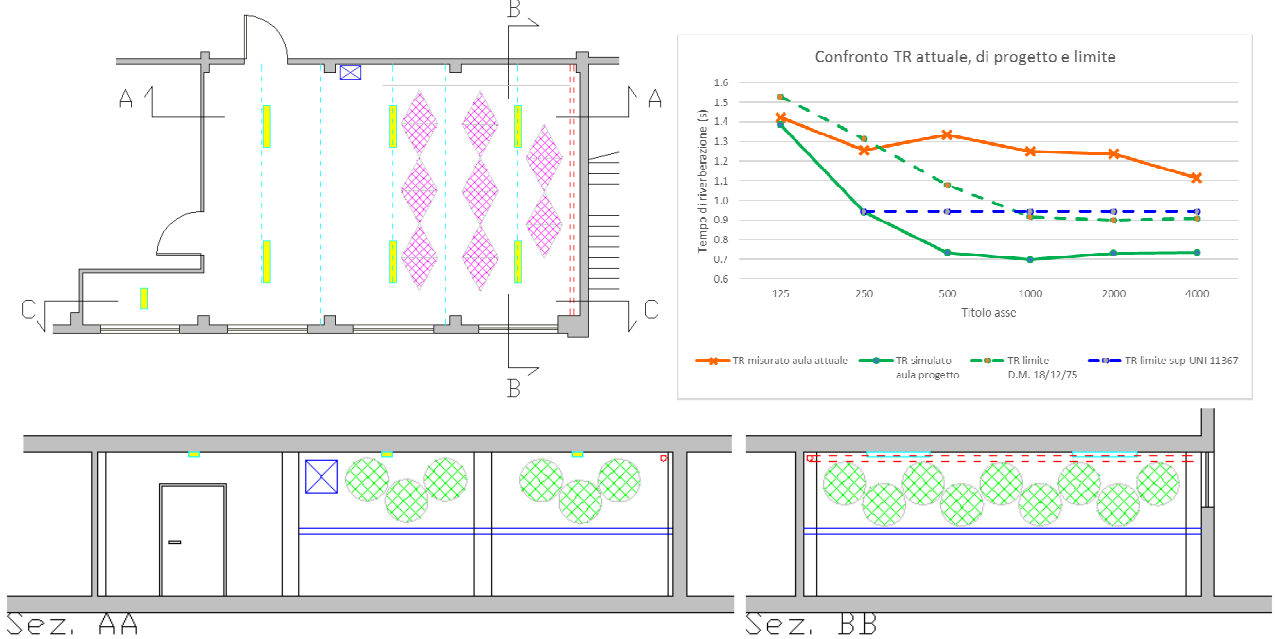 B
A
A
C
C
B
Confronto TR attuale, di progetto e limite
Tempo di riverberazione (s)
1.6
1.5
1.4
1.3
1.2
1.1
1.0
0.9
0.8
0.7
0.6
125 250 500 1000 2000 4000
Titolo asse
TR misurato aula attuale
TR simulato
aula progetto
TR limite
D.M. 18/12/75
TR limite sup UNI 11367
Sez. AA
Sez. BB